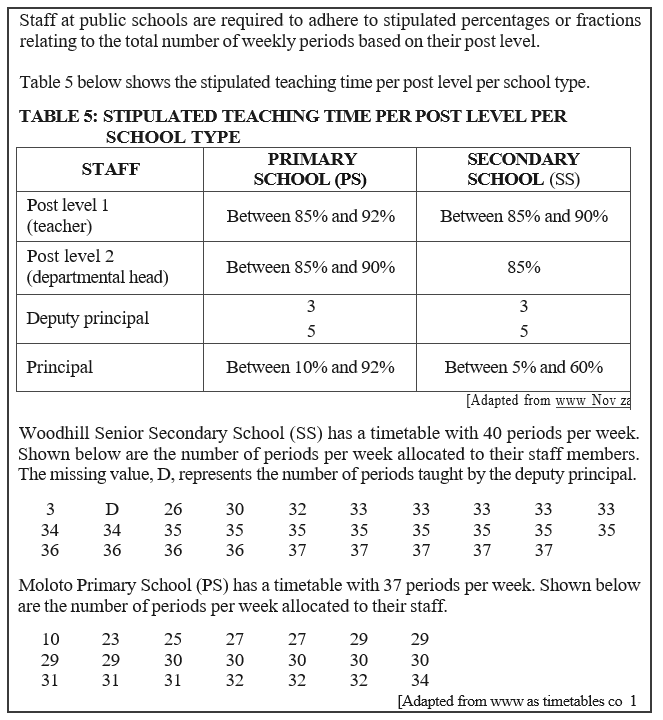 Staff at public schools are required to adhere to stipulated percentages or fractions
relating to the total number of weekly periods based on their post level.
Table 5 below shows the stipulated teaching time per post level per school type.
TABLE 5: STIPULATED TEACHING TIME PER POST LEVEL PER
SCHOOL TYPE
STAFF PRIMARY SCHOOL (PS) SECONDARY SCHOOL (SS)
Post level 1 (teacher) Between 85% and 92% Between 85% and 90%
Post level 2 (departmental head) Between 85% and 90% 85%
Deputy principal 3 5 3 5
Principal Between 10% and 92% Between 5% and 60%
[Adapted from www Nov za
Woodhill Senior Secondary School (SS) has a timetable with 40 periods per week.
Shown below are the number of periods per week allocated to their staff members.
The missing value, D, represents the number of periods taught by the deputy principal.
3 D 26 30 32 33 33 33 33 33
34 34 35 35 35 35 35 35 35 35
36 36 36 36 37 37 37 37 37
Moloto Primary School (PS) has a timetable with 37 periods per week. Shown below
are the number of periods per week allocated to their staff.
10 23 25 27 27 29 29
29 29 30 30 30 30 30
31 31 31 32 32 32 34
[Adapted from www as timetables co 1